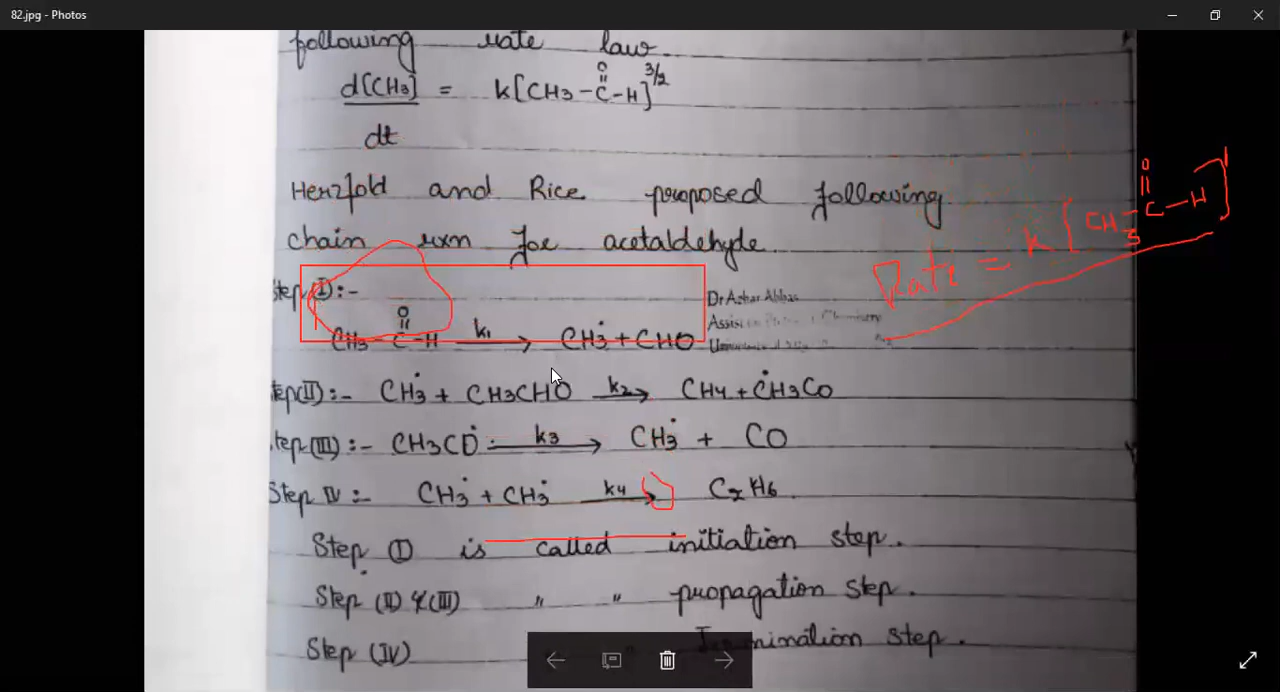 82.jpg - Photos
following rate law
d[CH3] = k[CH3-C-H]3/2
O
dt
Herzfold and Rice proposed following
chain rxn for acetaldehyde
Rate = k[CH3-C-H]1
O
Step (I):-
Dr Azhar Abbas
O
CH3-C-H k1 → CH3• + CHO
Step(II):- CH3• + CH3CHO k2 → CH4 + •CH3CO
tep(III):- CH3CO• k3 → CH3• + CO
Step IV:- CH3• + CH3• k4 → C2H6
Step (I) is called initiation step.
Step (II) &(III) " " propagation step.
Step (IV) " Termination step.